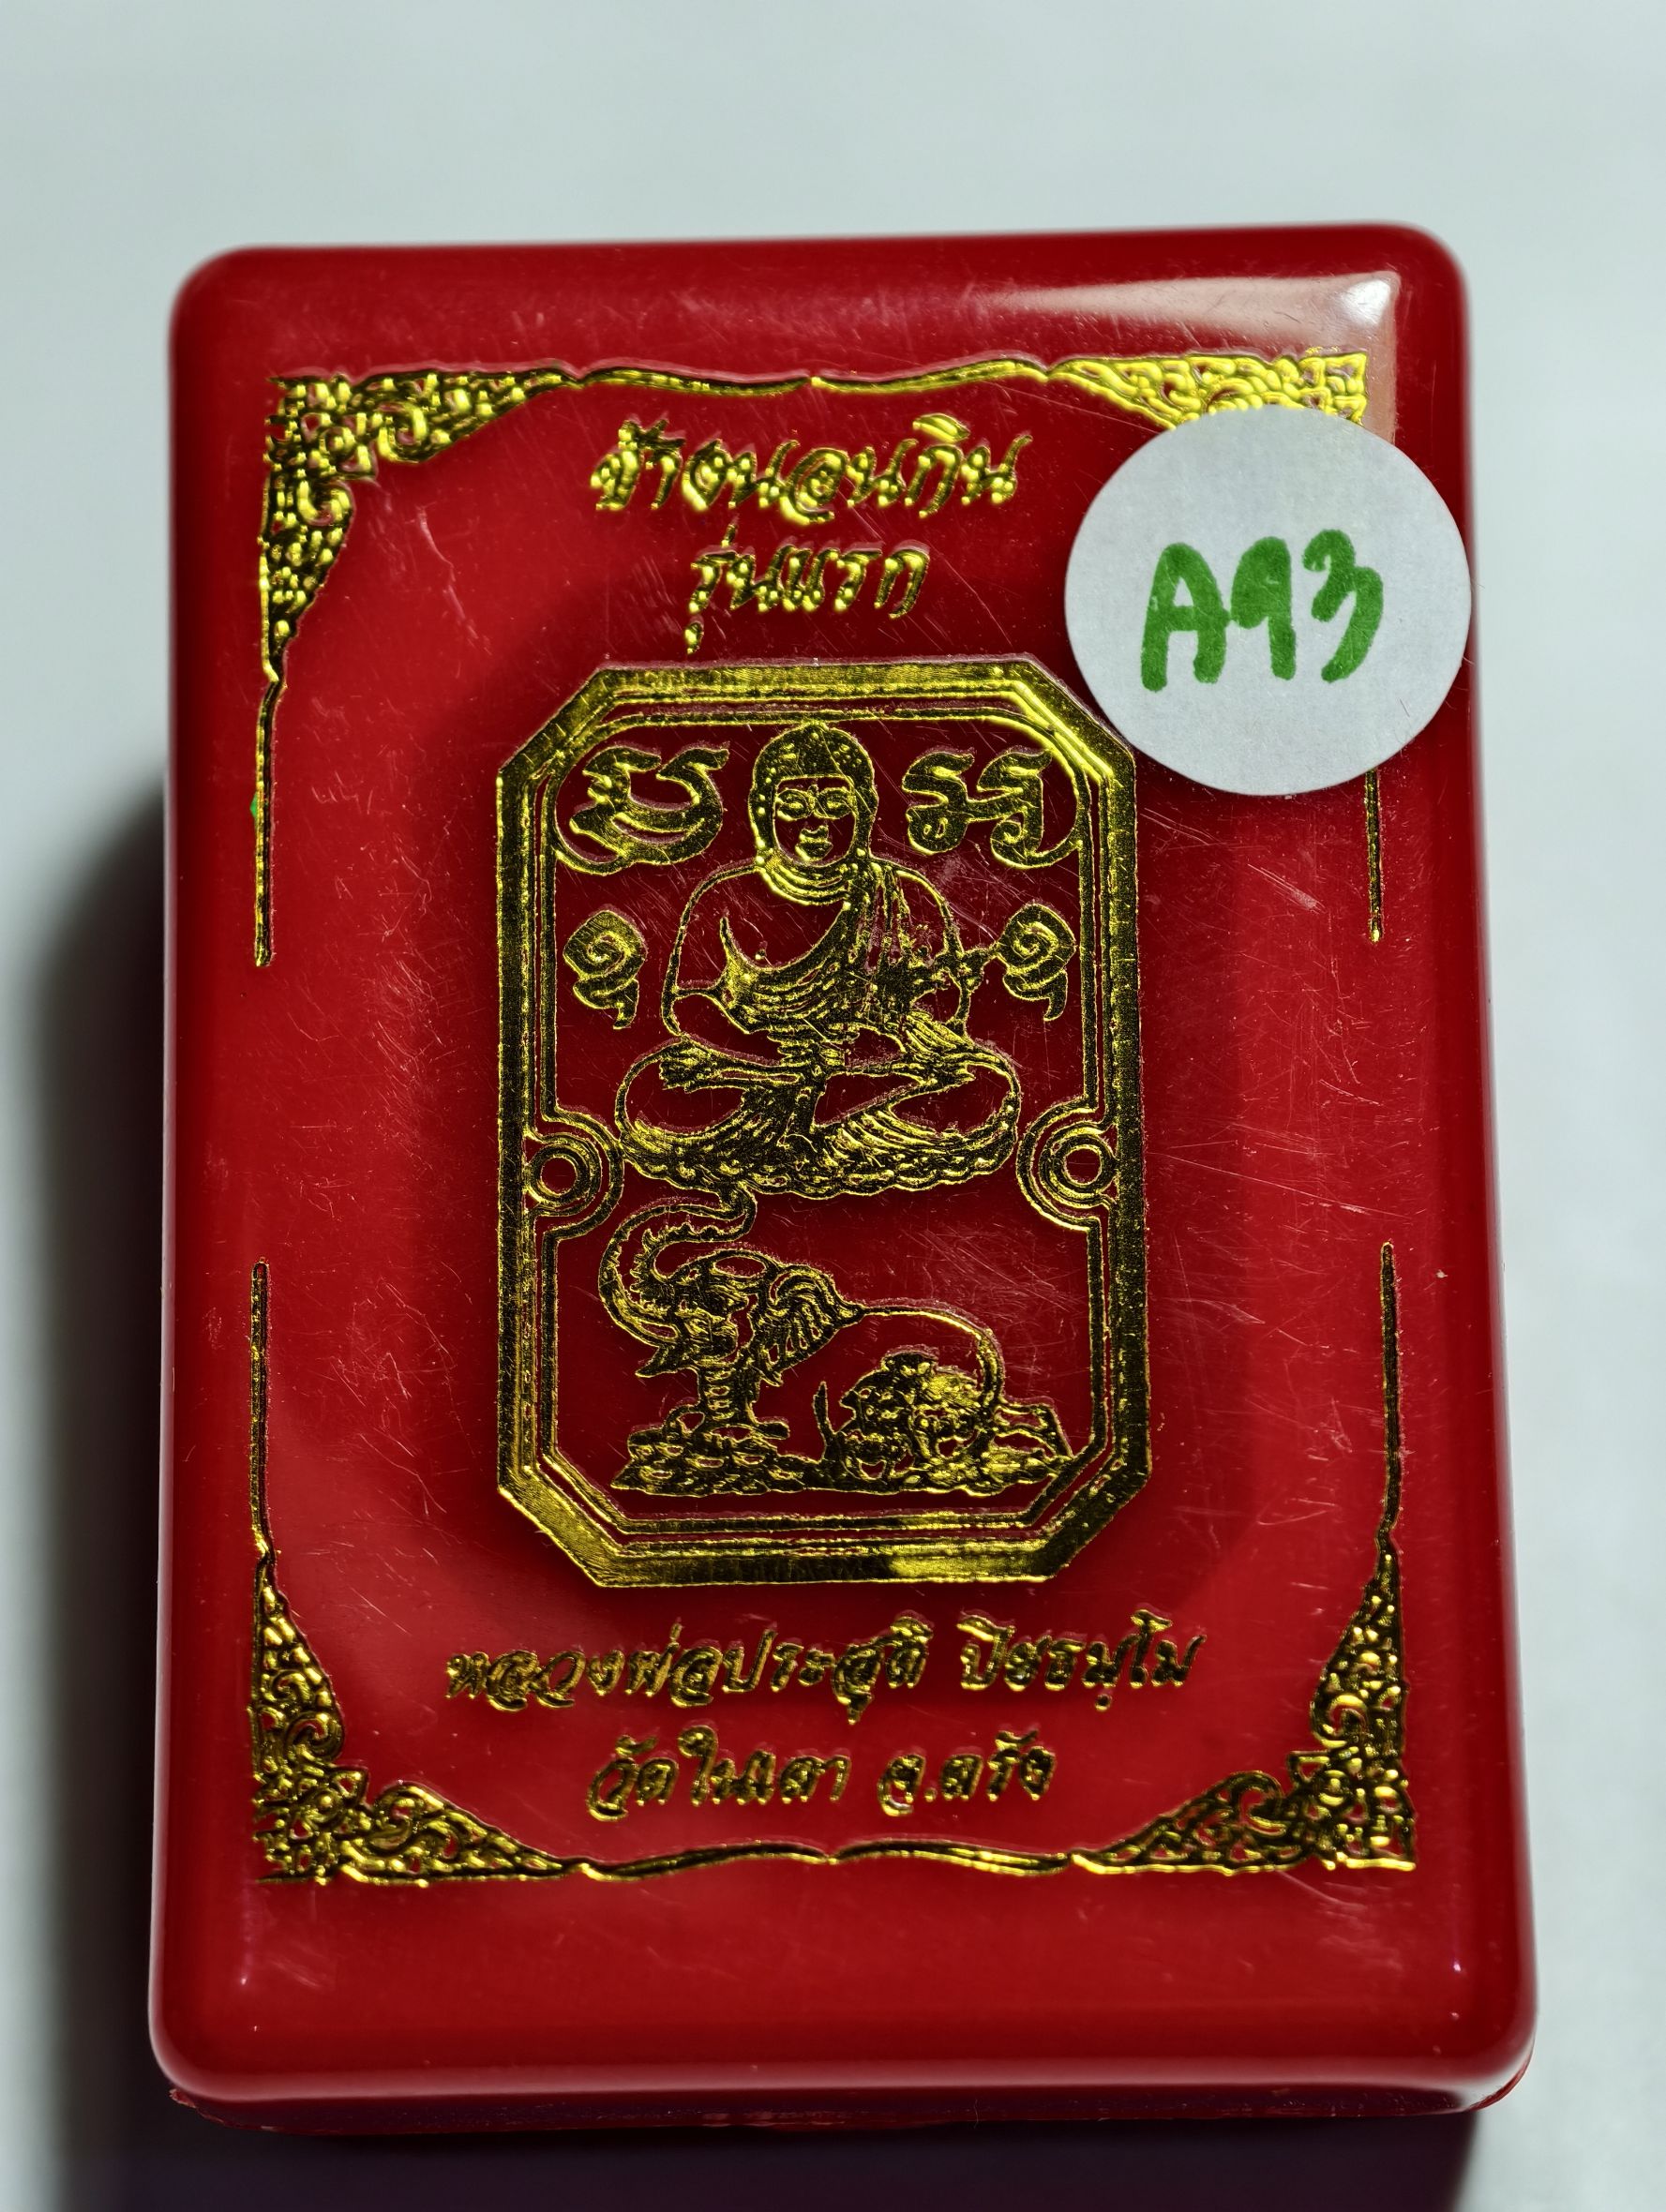 ช้างนอนกิน
รุ่นแรก
A93
หลวงพ่อประสุติ ปิยธมฺโม
วัดในเตา จ.ตรัง